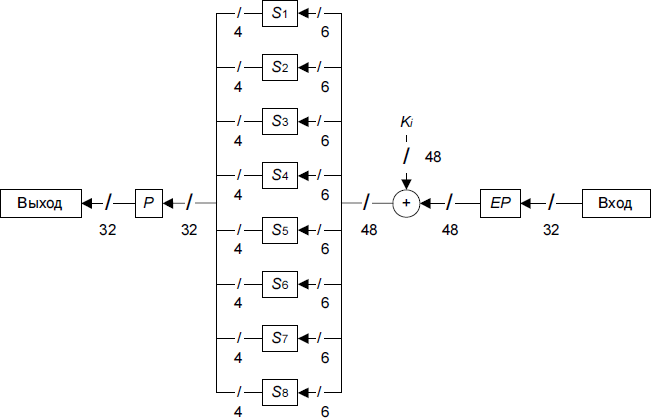 / S1 /
4 6
/ S2 /
4 6
/ S3 /
4 6
Ki
/ 48
/ S4 /
4 6
Выход / P / / + / EP / Вход
32 32 48 48 32
/ S5 /
4 6
/ S6 /
4 6
/ S7 /
4 6
/ S8 /
4 6